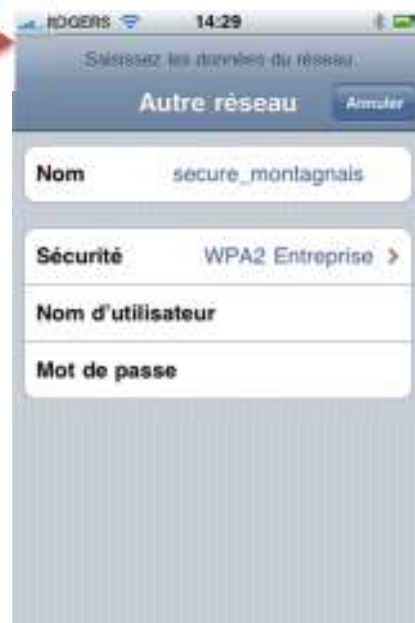 ROGERS 14:29
Saisissez les données du réseau
Autre réseau Annuler
Nom secure_montagnais
Sécurité WPA2 Entreprise
Nom d'utilisateur
Mot de passe